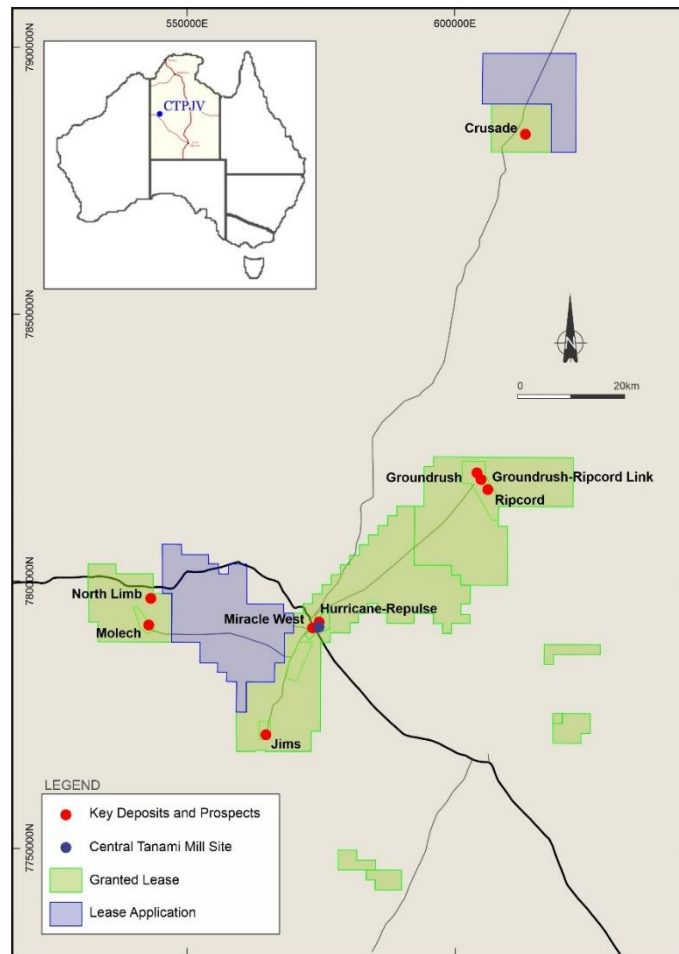 550000E
600000E
7900000N
CTPJV
Crusade
7850000N
N
0
20km
Groundrush
Groundrush-Ripcord Link
Ripcord
7800000N
North Limb
Hurricane-Repulse
Miracle West
Molech
Jims
LEGEND
Key Deposits and Prospects
Central Tanami Mill Site
Granted Lease
Lease Application
7750000N